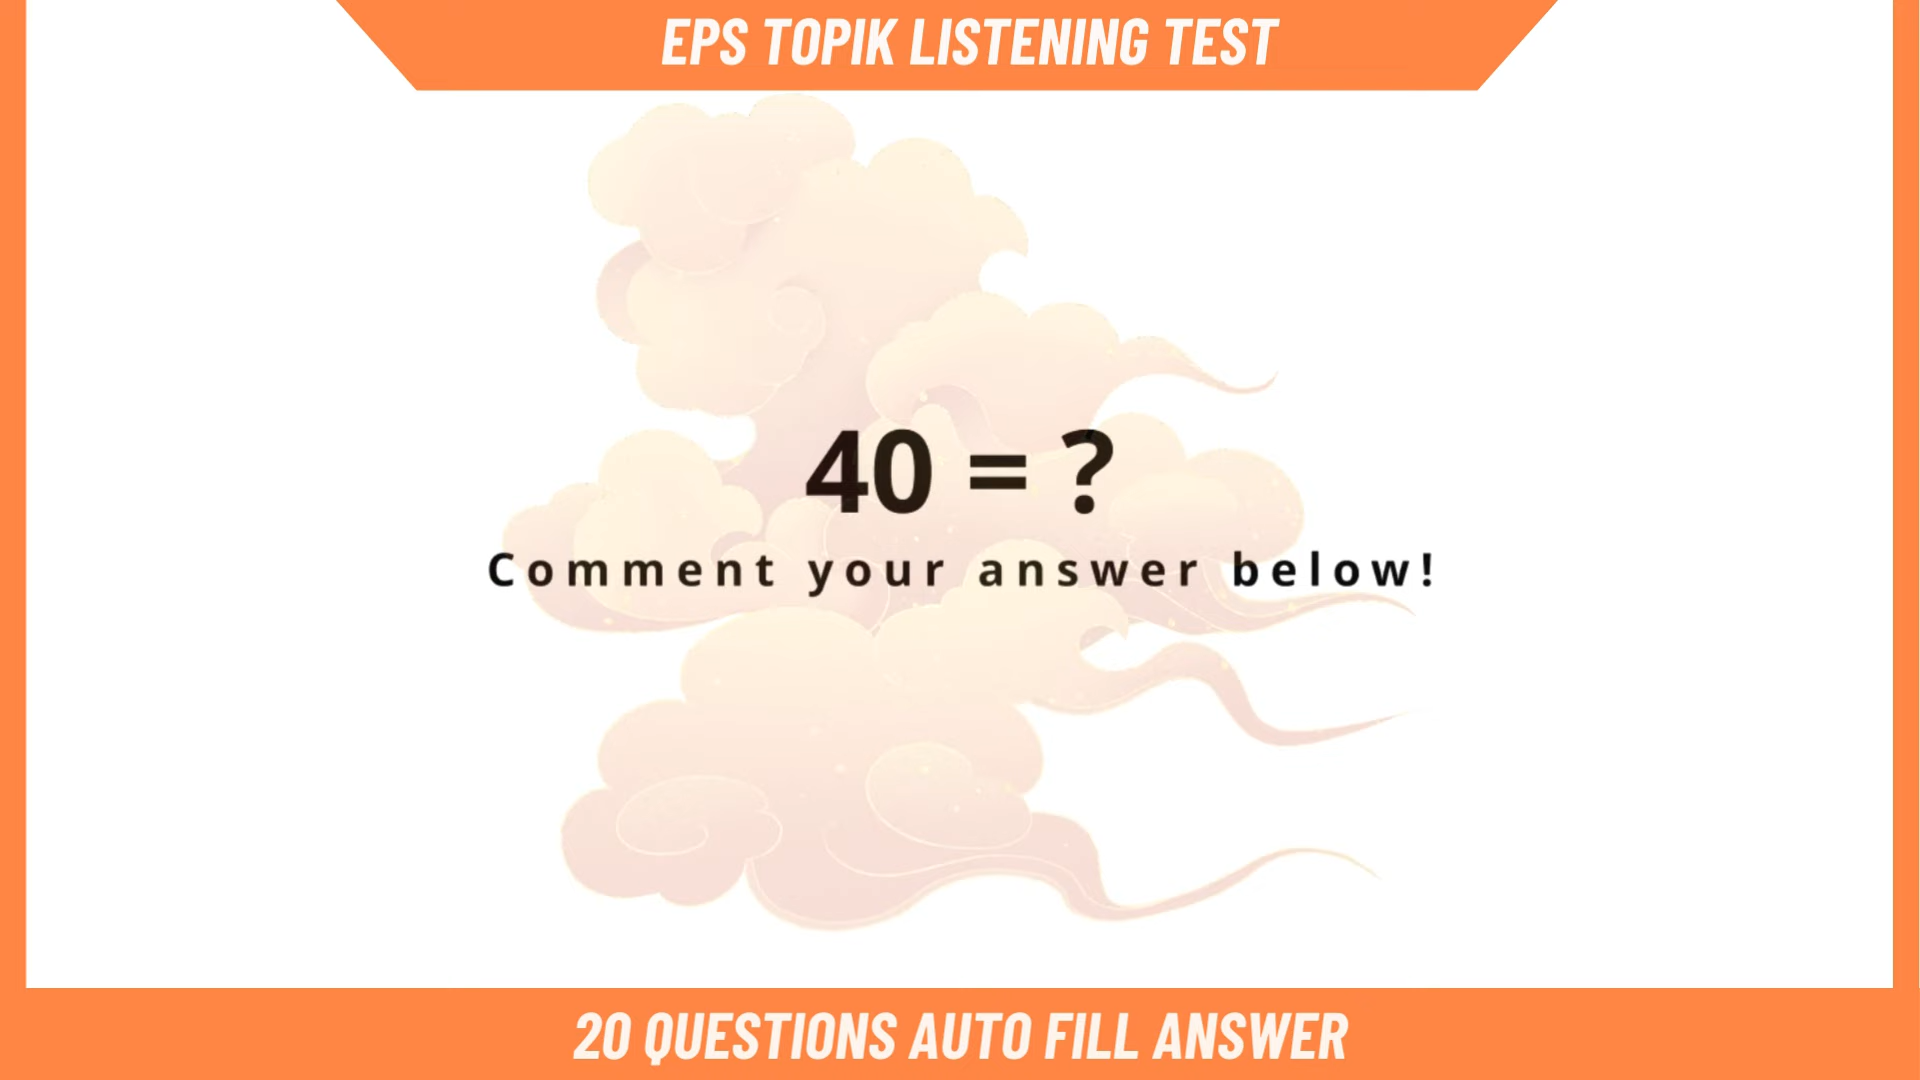 EPS TOPIK LISTENING TEST
40 = ?
Comment your answer below!
20 QUESTIONS AUTO FILL ANSWER